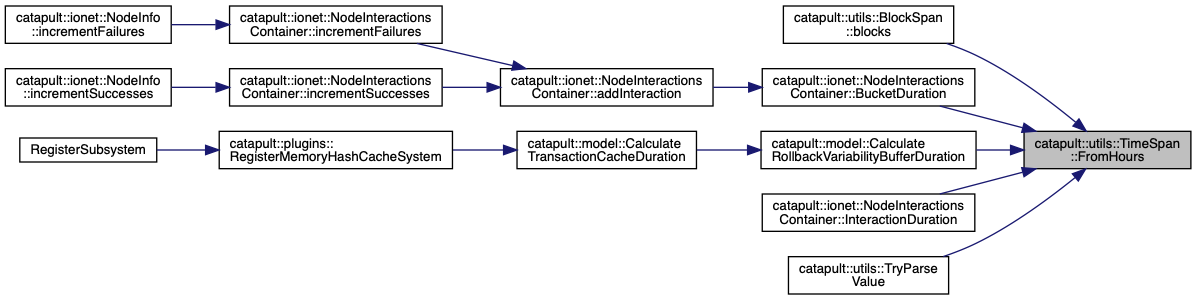 catapult::ionet::NodeInfo
::incrementFailures
catapult::ionet::NodeInteractions
Container::incrementFailures
catapult::utils::BlockSpan
::blocks
catapult::ionet::NodeInfo
::incrementSuccesses
catapult::ionet::NodeInteractions
Container::incrementSuccesses
catapult::ionet::NodeInteractions
Container::addInteraction
catapult::ionet::NodeInteractions
Container::BucketDuration
RegisterSubsystem
catapult::plugins::
RegisterMemoryHashCacheSystem
catapult::model::Calculate
TransactionCacheDuration
catapult::model::Calculate
RollbackVariabilityBufferDuration
catapult::utils::TimeSpan
::FromHours
catapult::ionet::NodeInteractions
Container::InteractionDuration
catapult::utils::TryParse
Value